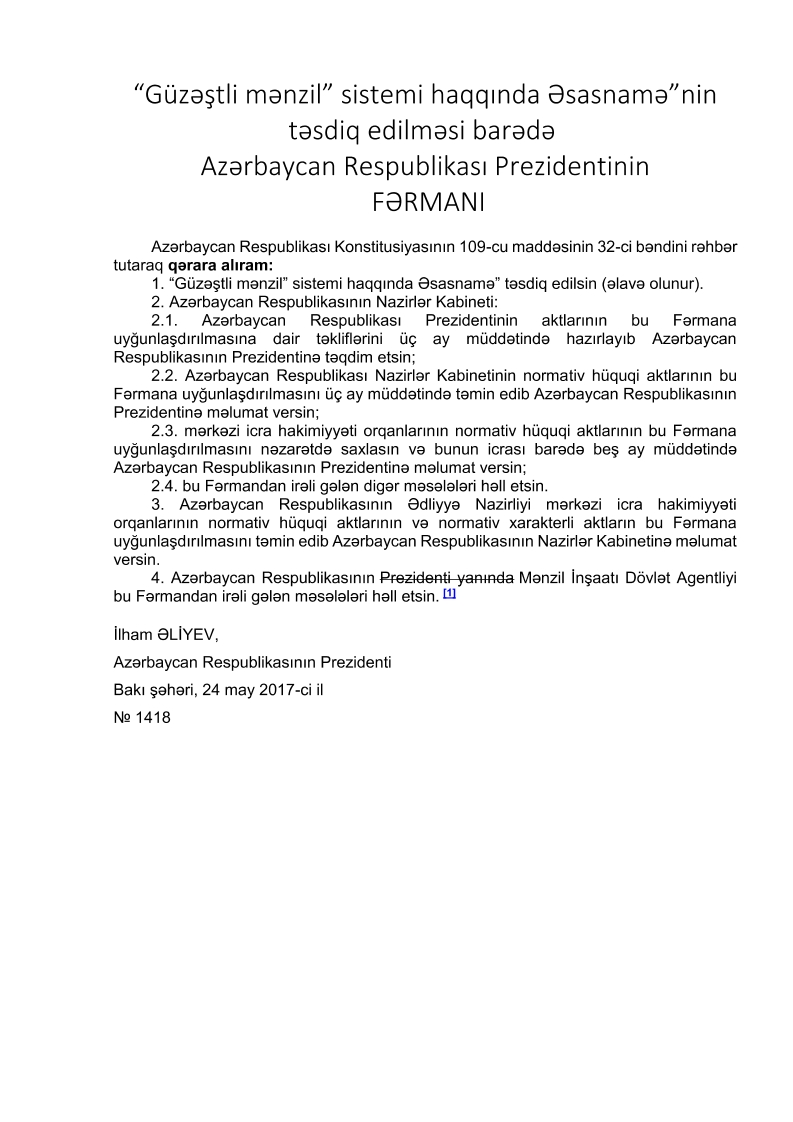 “Güzəştli mənzil” sistemi haqqında Əsasnamə”nin
təsdiq edilməsi barədə
Azərbaycan Respublikası Prezidentinin
FƏRMANI
Azərbaycan Respublikası Konstitusiyasının 109-cu maddəsinin 32-ci bəndini rəhbər
tutaraq qərara alıram:
1. “Güzəştli mənzil” sistemi haqqında Əsasnamə” təsdiq edilsin (əlavə olunur).
2. Azərbaycan Respublikasının Nazirlər Kabineti:
2.1. Azərbaycan Respublikası Prezidentinin aktlarının bu Fərmana
uyğunlaşdırılmasına dair təkliflərini üç ay müddətində hazırlayıb Azərbaycan
Respublikasının Prezidentinə təqdim etsin;
2.2. Azərbaycan Respublikası Nazirlər Kabinetinin normativ hüquqi aktlarının bu
Fərmana uyğunlaşdırılmasını üç ay müddətində təmin edib Azərbaycan Respublikasının
Prezidentinə məlumat versin;
2.3. mərkəzi icra hakimiyyəti orqanlarının normativ hüquqi aktlarının bu Fərmana
uyğunlaşdırılmasını nəzarətdə saxlasın və bunun icrası barədə beş ay müddətində
Azərbaycan Respublikasının Prezidentinə məlumat versin;
2.4. bu Fərmandan irəli gələn digər məsələləri həll etsin.
3. Azərbaycan Respublikasının Ədliyyə Nazirliyi mərkəzi icra hakimiyyəti
orqanlarının normativ hüquqi aktlarının və normativ xarakterli aktların bu Fərmana
uyğunlaşdırılmasını təmin edib Azərbaycan Respublikasının Nazirlər Kabinetinə məlumat
versin.
4. Azərbaycan Respublikasının Prezidenti yanında Mənzil İnşaatı Dövlət Agentliyi
bu Fərmandan irəli gələn məsələləri həll etsin. [1]
İlham ƏLİYEV,
Azərbaycan Respublikasının Prezidenti
Bakı şəhəri, 24 may 2017-ci il
№ 1418